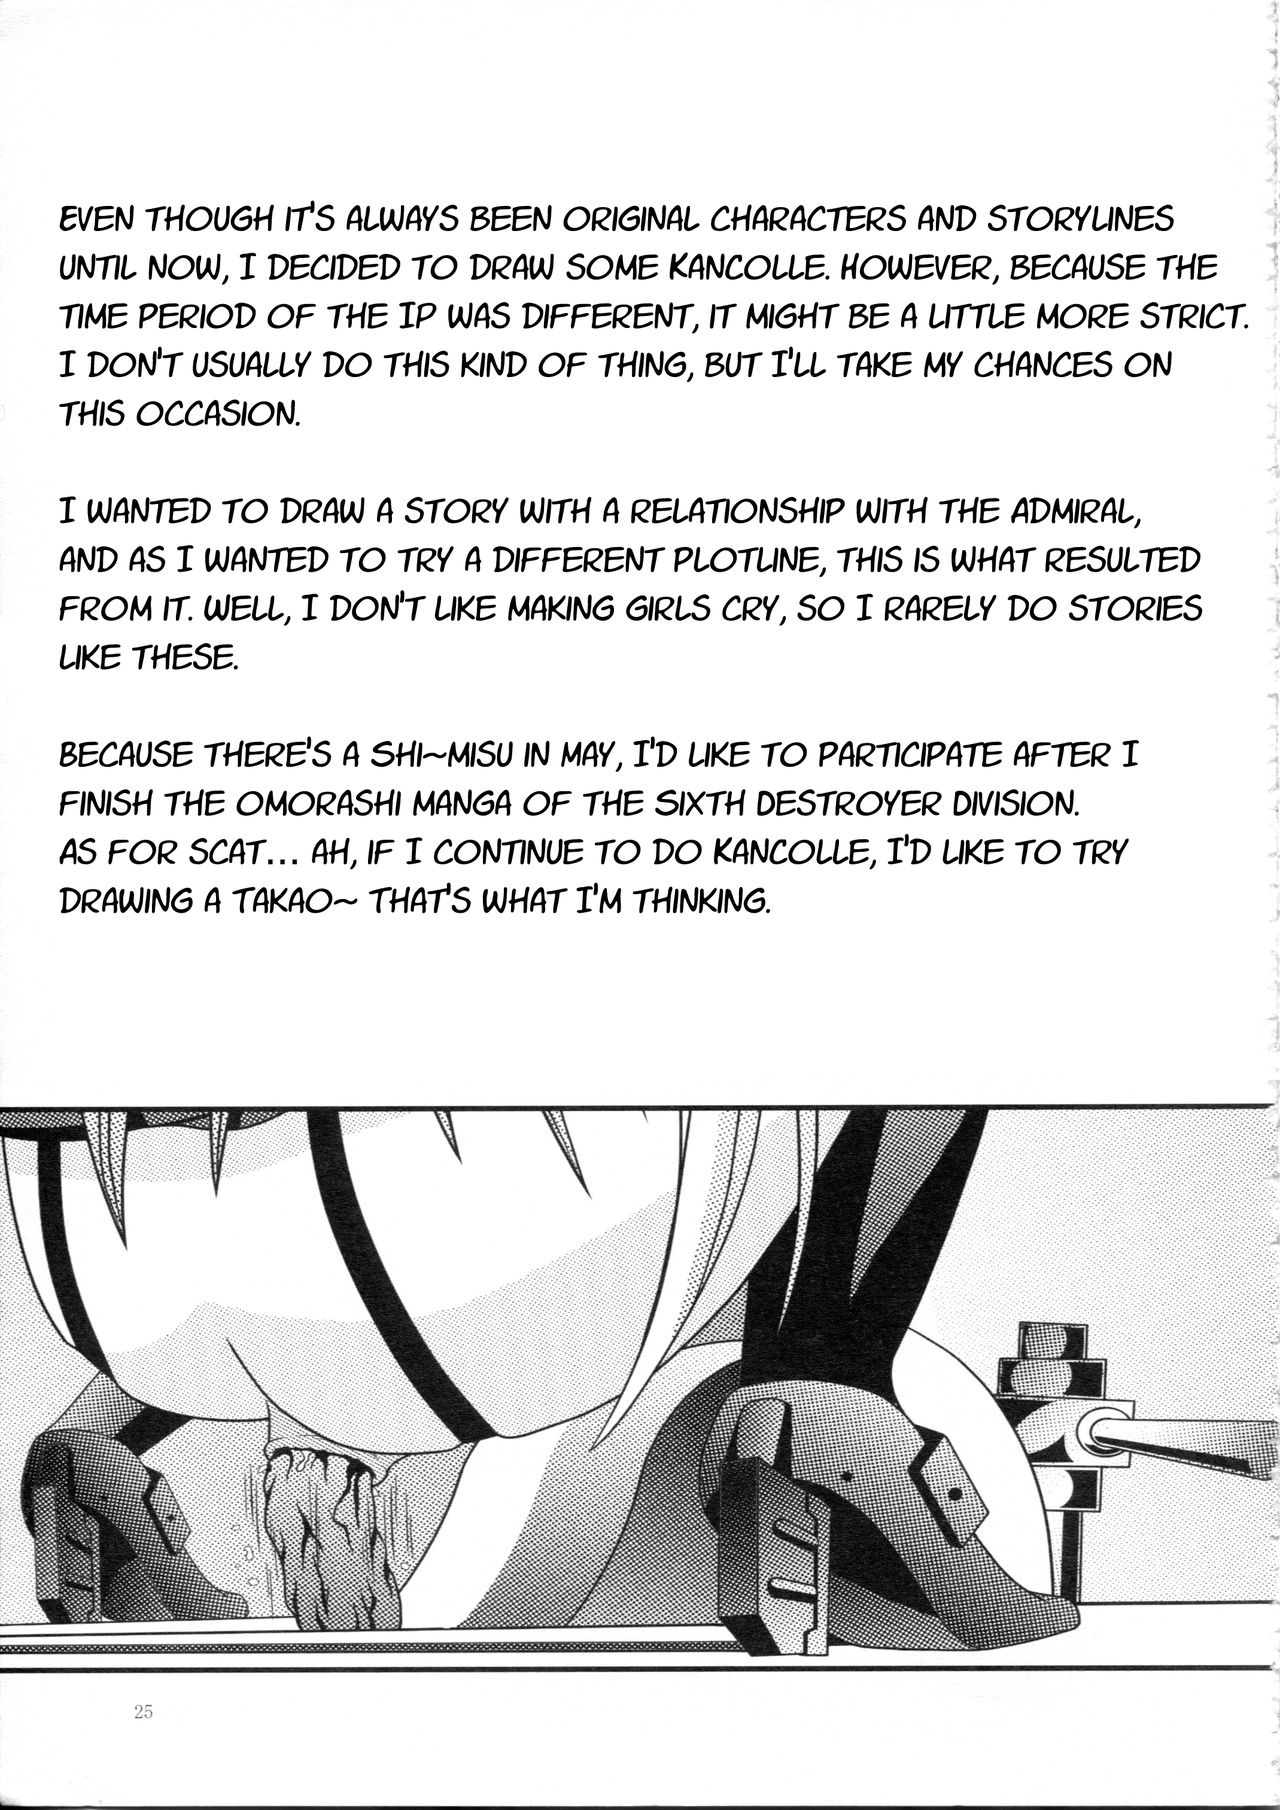 EVEN THOUGH IT'S ALWAYS BEEN ORIGINAL CHARACTERS AND STORYLINES
UNTIL NOW, I DECIDED TO DRAW SOME KANCOLLE. HOWEVER, BECAUSE THE
TIME PERIOD OF THE IP WAS DIFFERENT, IT MIGHT BE A LITTLE MORE STRICT.
I DON'T USUALLY DO THIS KIND OF THING, BUT I'LL TAKE MY CHANCES ON
THIS OCCASION.
I WANTED TO DRAW A STORY WITH A RELATIONSHIP WITH THE ADMIRAL,
AND AS I WANTED TO TRY A DIFFERENT PLOTLINE, THIS IS WHAT RESULTED
FROM IT. WELL, I DON'T LIKE MAKING GIRLS CRY, SO I RARELY DO STORIES
LIKE THESE.
BECAUSE THERE'S A SHI~MISU IN MAY, I'D LIKE TO PARTICIPATE AFTER I
FINISH THE OMORASHI MANGA OF THE SIXTH DESTROYER DIVISION.
AS FOR SCAT... AH, IF I CONTINUE TO DO KANCOLLE, I'D LIKE TO TRY
DRAWING A TAKAO~ THAT'S WHAT I'M THINKING.
25